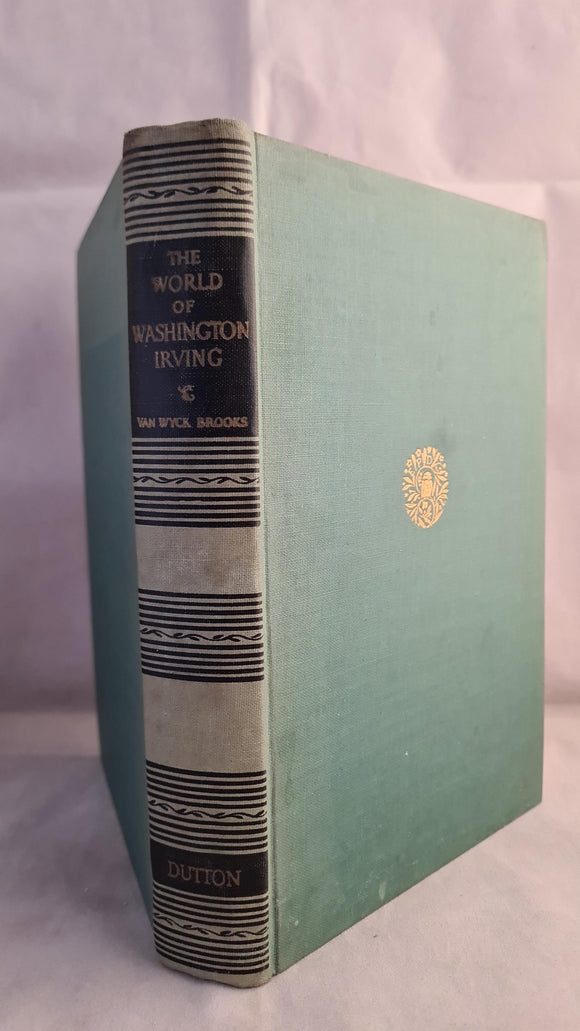 THE
WORLD
OF
WASHINGTON
IRVING
VAN WYCK BROOKS
DUTTON